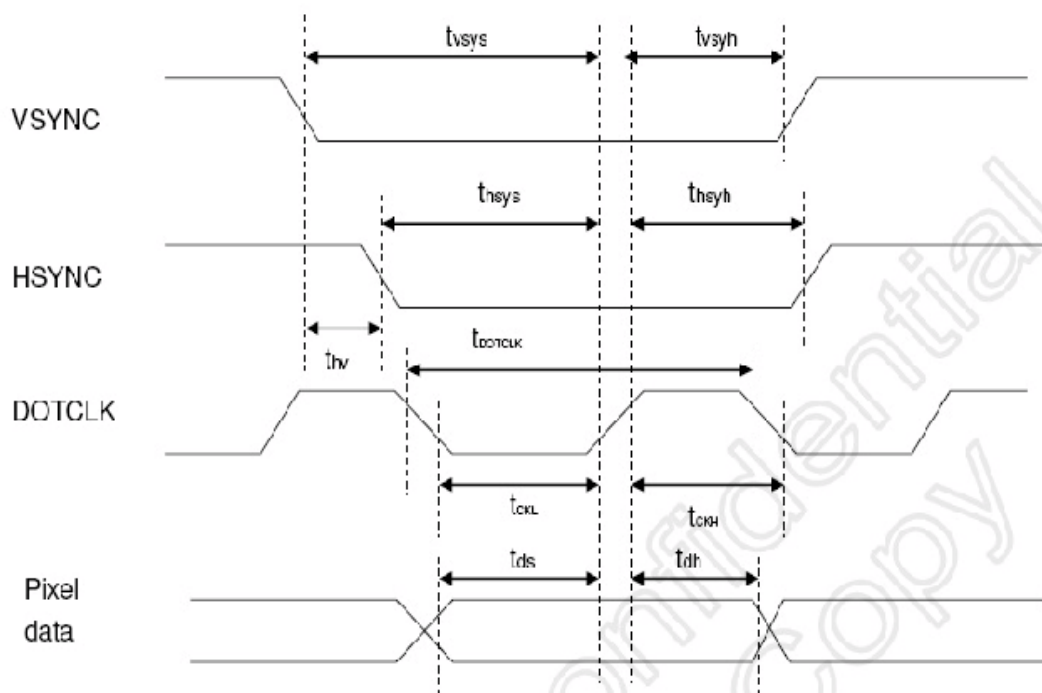 tvsys tvsyh
VSYNC
thsys thsyh
HSYNC
tDOTCLK
thv
DOTCLK
tCKL tCKH
tds tdh
Pixel
data
Confidential
Copy